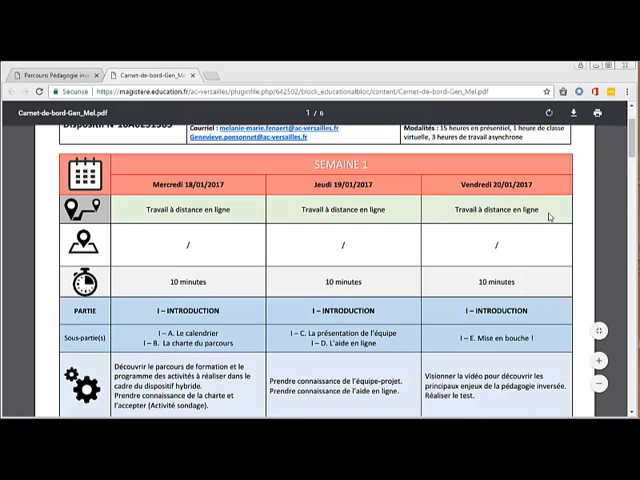 Parcours: Pédagogie inve
Carnet-de-bord-Gen_Me
Sécurisé
https://magistere.education.fr/ac-versailles/pluginfile.php/642502/block_educationalbloc/content/Carnet-de-bord-Gen_Mel.pdf
Carnet-de-bord-Gen_Mel.pdf
1 / 6
Courriel : melanie-marie.fenaert@ac-versailles.fr
Genevieve.ponsonnet@ac-versailles.fr
Modalités : 15 heures en présentiel, 1 heure de classe
virtuelle, 3 heures de travail asynchrone
SEMAINE 1
Mercredi 18/01/2017
Jeudi 19/01/2017
Vendredi 20/01/2017
Travail à distance en ligne
Travail à distance en ligne
Travail à distance en ligne
/
/
/
10 minutes
10 minutes
10 minutes
PARTIE
I – INTRODUCTION
I – INTRODUCTION
I – INTRODUCTION
Sous-partie(s)
I – A. Le calendrier
I – B. La charte du parcours
I – C. La présentation de l'équipe
I – D. L'aide en ligne
I – E. Mise en bouche !
Découvrir le parcours de formation et le
programme des activités à réaliser dans le
cadre du dispositif hybride.
Prendre connaissance de la charte et
l'accepter (Activité sondage).
Prendre connaissance de l'équipe-projet.
Prendre connaissance de l'aide en ligne.
Visionner la vidéo pour découvrir les
principaux enjeux de la pédagogie inversée.
Réaliser le test.